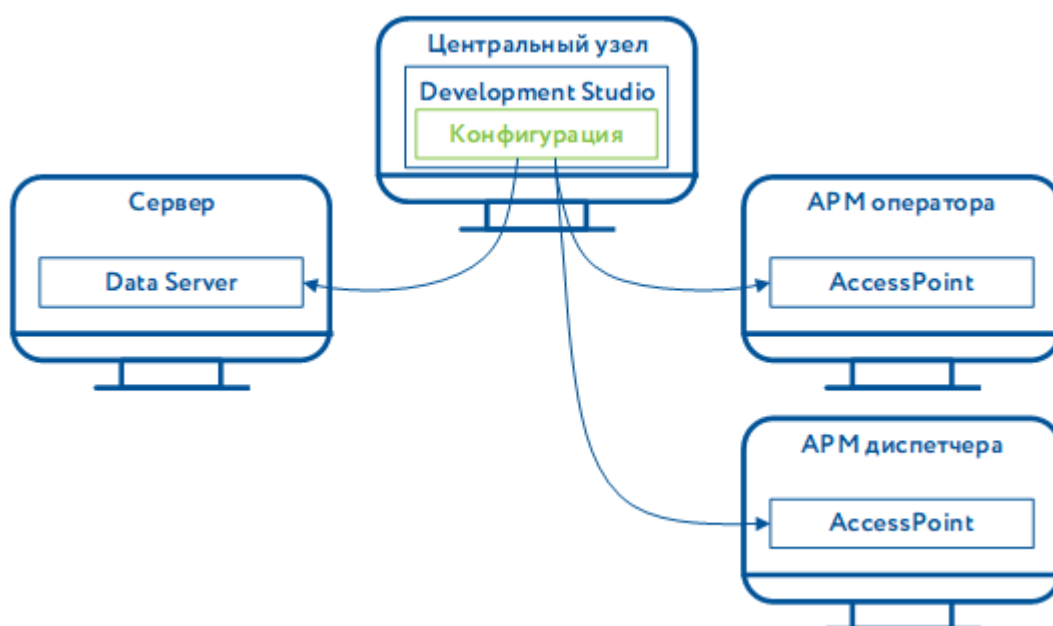 Центральный узел
Development Studio
Конфигурация
Сервер
Data Server
АРМ оператора
AccessPoint
АРМ диспетчера
AccessPoint